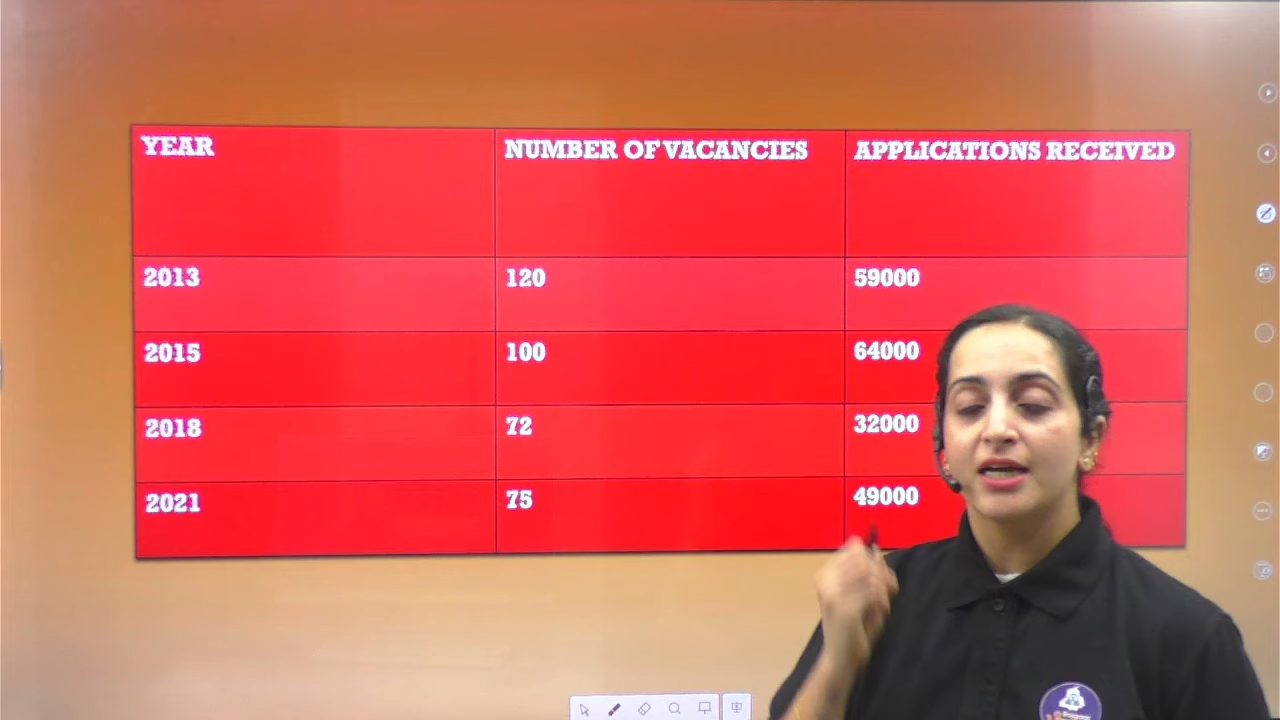 YEAR NUMBER OF VACANCIES APPLICATIONS RECEIVED
2013 120 59000
2015 100 64000
2018 72 32000
2021 75 49000